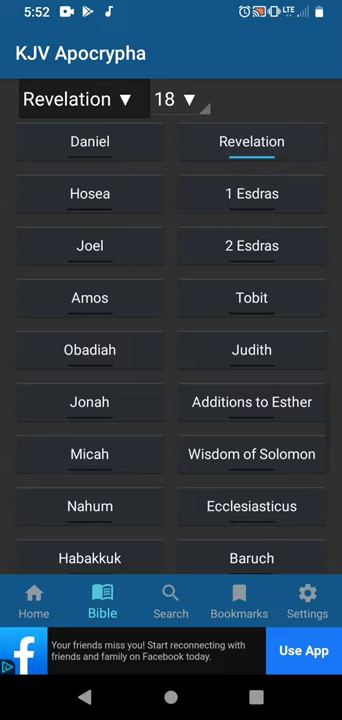 5:52
LTE
KJV Apocrypha
Revelation ▼ 18 ▼
Daniel Revelation
Hosea 1 Esdras
Joel 2 Esdras
Amos Tobit
Obadiah Judith
Jonah Additions to Esther
Micah Wisdom of Solomon
Nahum Ecclesiasticus
Habakkuk Baruch
Home Bible Search Bookmarks Settings
Your friends miss you! Start reconnecting with
friends and family on Facebook today.
Use App